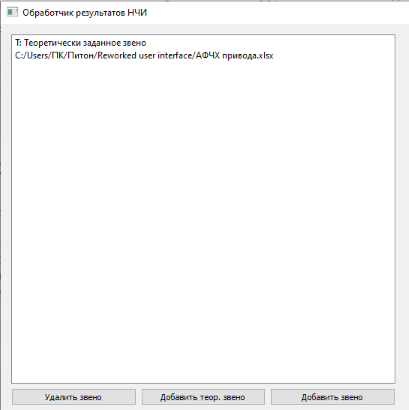 Обработчик результатов НЧИ
Т: Теоретически заданное звено
C:/Users/ПК/Питон/Reworked user interface/АФЧХ привода.xlsx
Удалить звено
Добавить теор. звено
Добавить звено